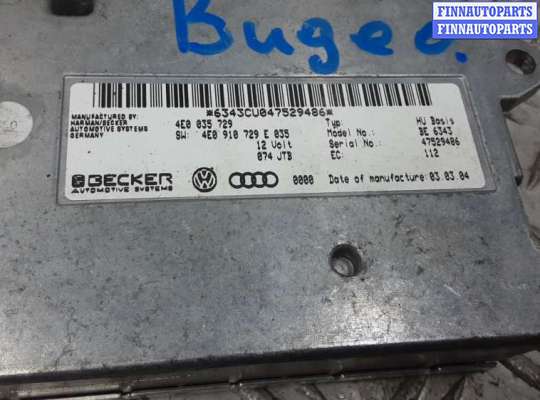 FINNAUTOPARTS
FINNAUTOPARTS
Видео.
*6343CU047529486*
MANUFACTURED BY:
HARMAN/BECKER
AUTOMOTIVE SYSTEMS
GERMANY
4E0 035 729
SW: 4E0 910 729 E 035
12 Volt
074 JTB
Typ: HU Basis
Model No.: BE 6343
Serial No.: 47529486
EC: 112
BECKER
AUTOMOTIVE SYSTEMS
0000 Date of manufacture: 03.03.04